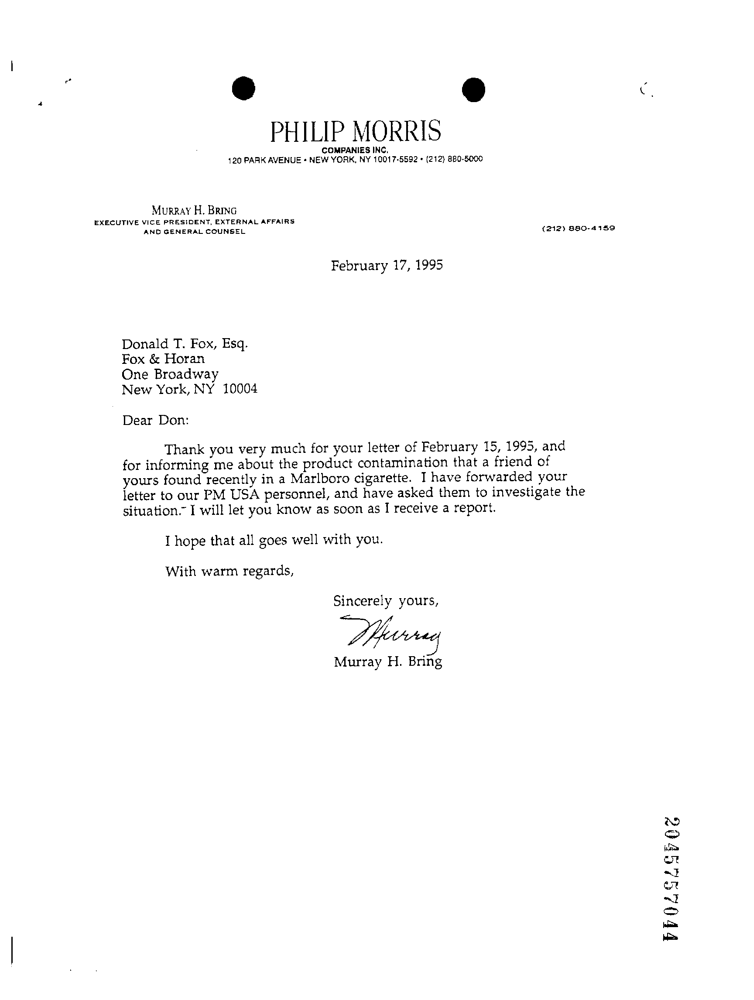 PHILIP MORRIS
COMPANIES INC.
120 PARK AVENUE • NEW YORK, NY 10017-5592 • (212) 880-5000
MURRAY H. BRING
EXECUTIVE VICE PRESIDENT, EXTERNAL AFFAIRS
AND GENERAL COUNSEL
(212) 880-4159
February 17, 1995
Donald T. Fox, Esq.
Fox & Horan
One Broadway
New York, NY 10004
Dear Don:
Thank you very much for your letter of February 15, 1995, and
for informing me about the product contamination that a friend of
yours found recently in a Marlboro cigarette. I have forwarded your
letter to our PM USA personnel, and have asked them to investigate the
situation. I will let you know as soon as I receive a report.
I hope that all goes well with you.
With warm regards,
Sincerely yours,
Murray
Murray H. Bring
2045757044